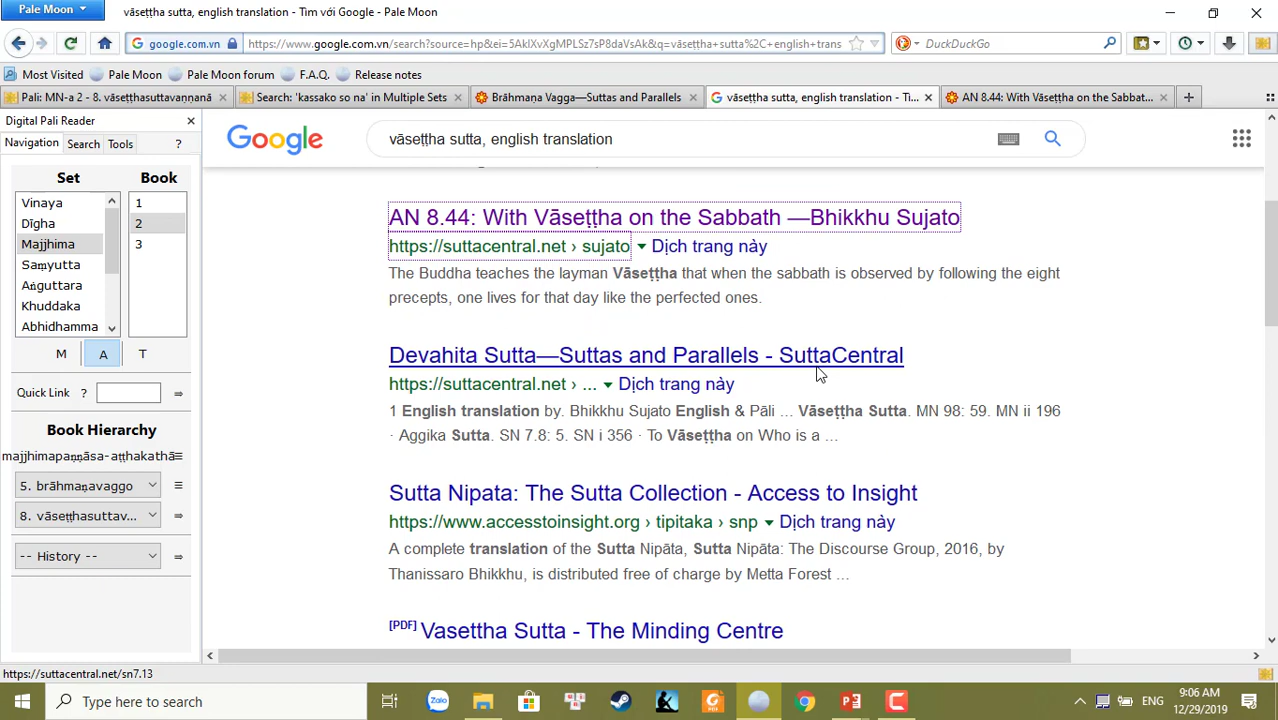 Pale Moon
vāseṭṭha sutta, english translation - Tìm với Google - Pale Moon
google.com.vn
https://www.google.com.vn/search?source=hp&ei=5AkIXvXgMPLSz7sP8daVsAk&q=vāseṭṭha+sutta%2C+english+trans
DuckDuckGo
Most Visited
Pale Moon
Pale Moon forum
F.A.Q.
Release notes
Pali: MN-a 2 - 8. vāseṭṭhasuttavaṇṇanā
Search: 'kassako so na' in Multiple Sets
Brāhmaṇa Vagga—Suttas and Parallels
vāseṭṭha sutta, english translation - Ti...
AN 8.44: With Vāseṭṭha on the Sabbat...
Digital Pali Reader
Navigation
Search
Tools
?
Set
Book
Vinaya
Dīgha
Majjhima
Saṃyutta
Aṅguttara
Khuddaka
Abhidhamma
1
2
3
M
A
T
Quick Link ?
Book Hierarchy
majjhimapaṇṇāsa-aṭṭhakathā
5. brāhmaṇavaggo
8. vāseṭṭhasuttav...
-- History --
Google
vāseṭṭha sutta, english translation
AN 8.44: With Vāseṭṭha on the Sabbath —Bhikkhu Sujato
https://suttacentral.net › sujato
Dịch trang này
The Buddha teaches the layman Vāseṭṭha that when the sabbath is observed by following the eight
precepts, one lives for that day like the perfected ones.
Devahita Sutta—Suttas and Parallels - SuttaCentral
https://suttacentral.net › ...
Dịch trang này
1 English translation by. Bhikkhu Sujato English & Pāli ... Vāseṭṭha Sutta. MN 98: 59. MN ii 196
· Aggika Sutta. SN 7.8: 5. SN i 356 · To Vāseṭṭha on Who is a ...
Sutta Nipata: The Sutta Collection - Access to Insight
https://www.accesstoinsight.org › tipitaka › snp
Dịch trang này
A complete translation of the Sutta Nipāta, Sutta Nipāta: The Discourse Group, 2016, by
Thanissaro Bhikkhu, is distributed free of charge by Metta Forest ...
[PDF] Vasettha Sutta - The Minding Centre
https://suttacentral.net/sn7.13
Type here to search
Zalo
ENG
9:06 AM
12/29/2019